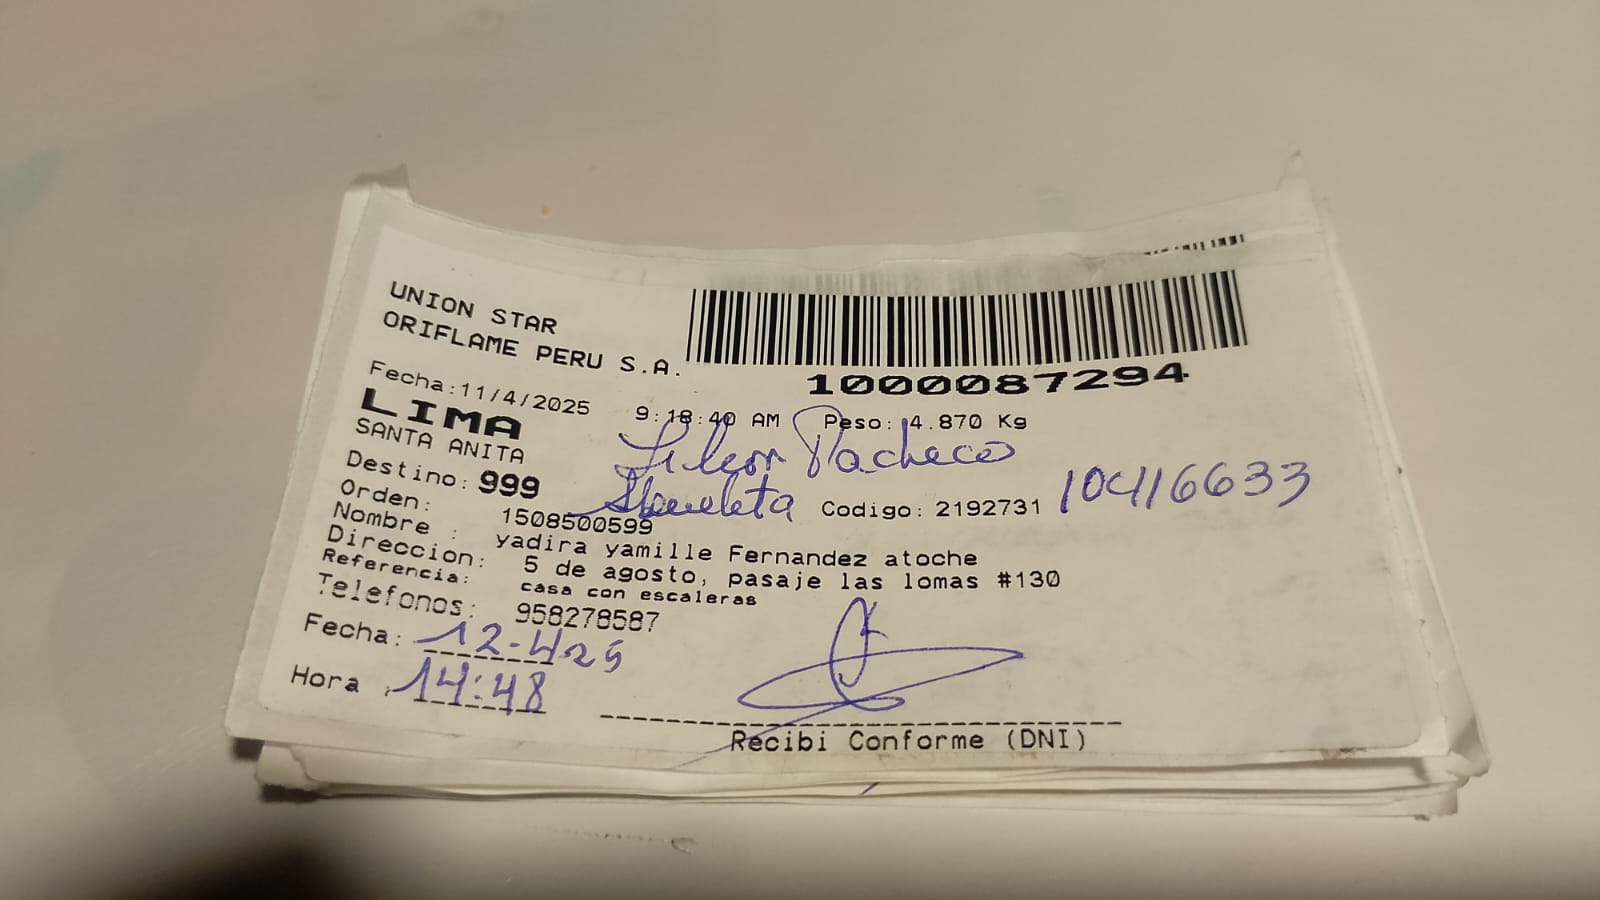 UNION STAR
ORIFLAME PERU S.A.
1000087294
Fecha:11/4/2025 9:18:40 AM Peso: 4.870 Kg
LIMA
SANTA ANITA
Pacheco
Destino: 999
Codigo: 2192731 10416633
Orden: 1508500599
Nombre : yadira yamille Fernandez atoche
Direccion: 5 de agosto, pasaje las lomas #130
Referencia: casa con escaleras
Telefonos: 958278587
Fecha: 12-4-25
Hora : 14:48
Recibi Conforme (DNI)